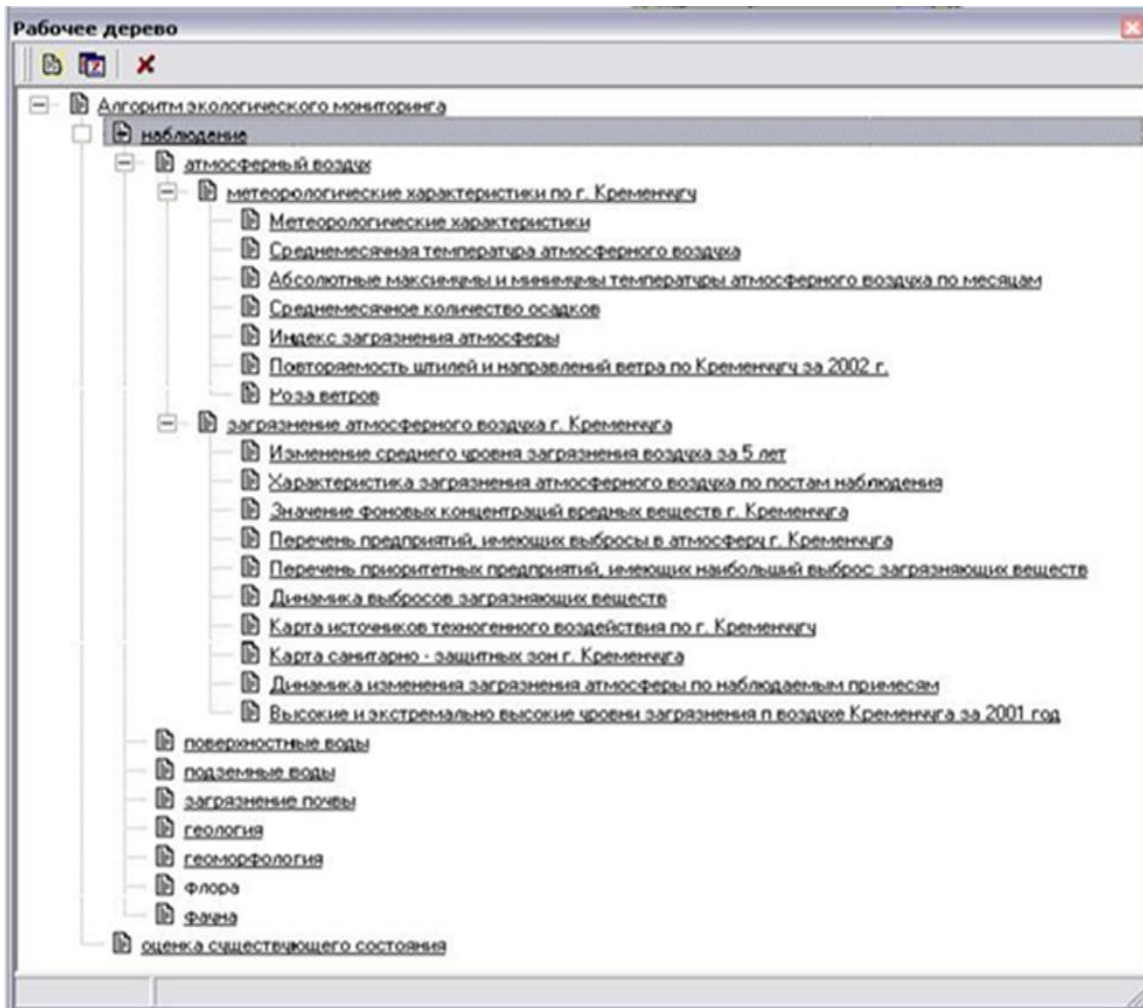 Рабочее дерево
Алгоритм экологического мониторинга
наблюдение
атмосферный воздух
метеорологические характеристики по г. Кременчугу
Метеорологические характеристики
Среднемесячная температура атмосферного воздуха
Абсолютные максимумы и минимумы температуры атмосферного воздуха по месяцам
Среднемесячное количество осадков
Индекс загрязнения атмосферы
Повторяемость штилей и направлений ветра по Кременчугу за 2002 г.
Роза ветров
загрязнение атмосферного воздуха г. Кременчуга
Изменение среднего уровня загрязнения воздуха за 5 лет
Характеристика загрязнения атмосферного воздуха по постам наблюдения
Значение фоновых концентраций вредных веществ г. Кременчуга
Перечень предприятий, имеющих выбросы в атмосферу г. Кременчуга
Перечень приоритетных предприятий, имеющих наибольший выброс загрязняющих веществ
Динамика выбросов загрязняющих веществ
Карта источников техногенного воздействия по г. Кременчугу
Карта санитарно - защитных зон г. Кременчуга
Динамика изменения загрязнения атмосферы по наблюдаемым примесям
Высокие и экстремально высокие уровни загрязнения п воздухе Кременчуга за 2001 год
поверхностные воды
подземные воды
загрязнение почвы
геология
геоморфология
флора
фауна
оценка существующего состояния